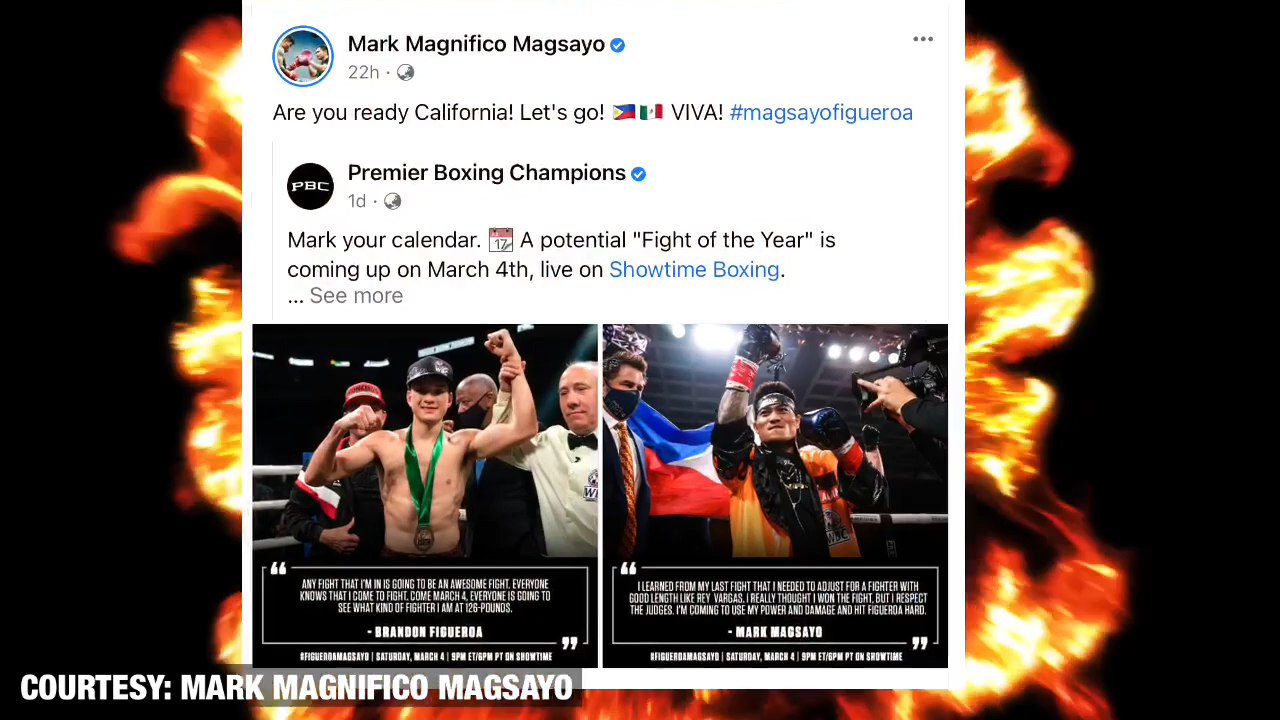 Mark Magnifico Magsayo
22h ·
Are you ready California! Let's go! 🇵🇭🇲🇽 VIVA! #magsayofigueroa
PBC
Premier Boxing Champions
1d ·
Mark your calendar. 📆 A potential "Fight of the Year" is
coming up on March 4th, live on Showtime Boxing.
... See more
WBC
“
ANY FIGHT THAT I'M IN IS GOING TO BE AN AWESOME FIGHT. EVERYONE
KNOWS THAT I COME TO FIGHT. COME MARCH 4, EVERYONE IS GOING TO
SEE WHAT KIND OF FIGHTER I AM AT 126-POUNDS.
- BRANDON FIGUEROA
”
#FIGUEROAMAGSAYO | SATURDAY, MARCH 4 | 9PM ET/6PM PT ON SHOWTIME
“
I LEARNED FROM MY LAST FIGHT THAT I NEEDED TO ADJUST FOR A FIGHTER WITH
GOOD LENGTH LIKE REY VARGAS. I REALLY THOUGHT I WON THE FIGHT, BUT I RESPECT
THE JUDGES. I'M COMING TO USE MY POWER AND DAMAGE AND HIT FIGUEROA HARD.
- MARK MAGSAYO
”
#FIGUEROAMAGSAYO | SATURDAY, MARCH 4 | 9PM ET/6PM PT ON SHOWTIME
COURTESY: MARK MAGNIFICO MAGSAYO